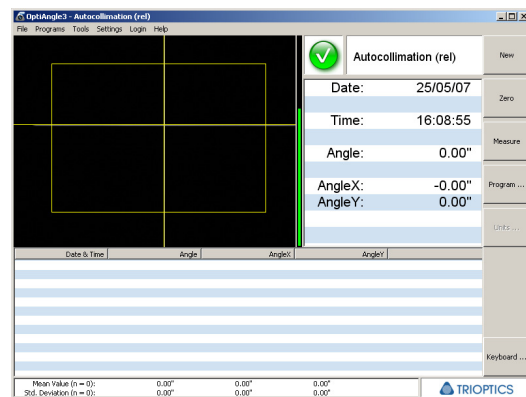 OptiAngle3 - Autocollimation (rel)
File Programs Tools Settings Login Help
Autocollimation (rel)
New
Date: 25/05/07
Zero
Time: 16:08:55
Measure
Angle: 0.00"
Program ...
AngleX: -0.00"
AngleY: 0.00"
Units ...
Date & Time Angle AngleX AngleY
Keyboard ...
Mean Value (n = 0): 0.00" 0.00" 0.00"
Std. Deviation (n = 0): 0.00" 0.00" 0.00"
TRIOPTICS